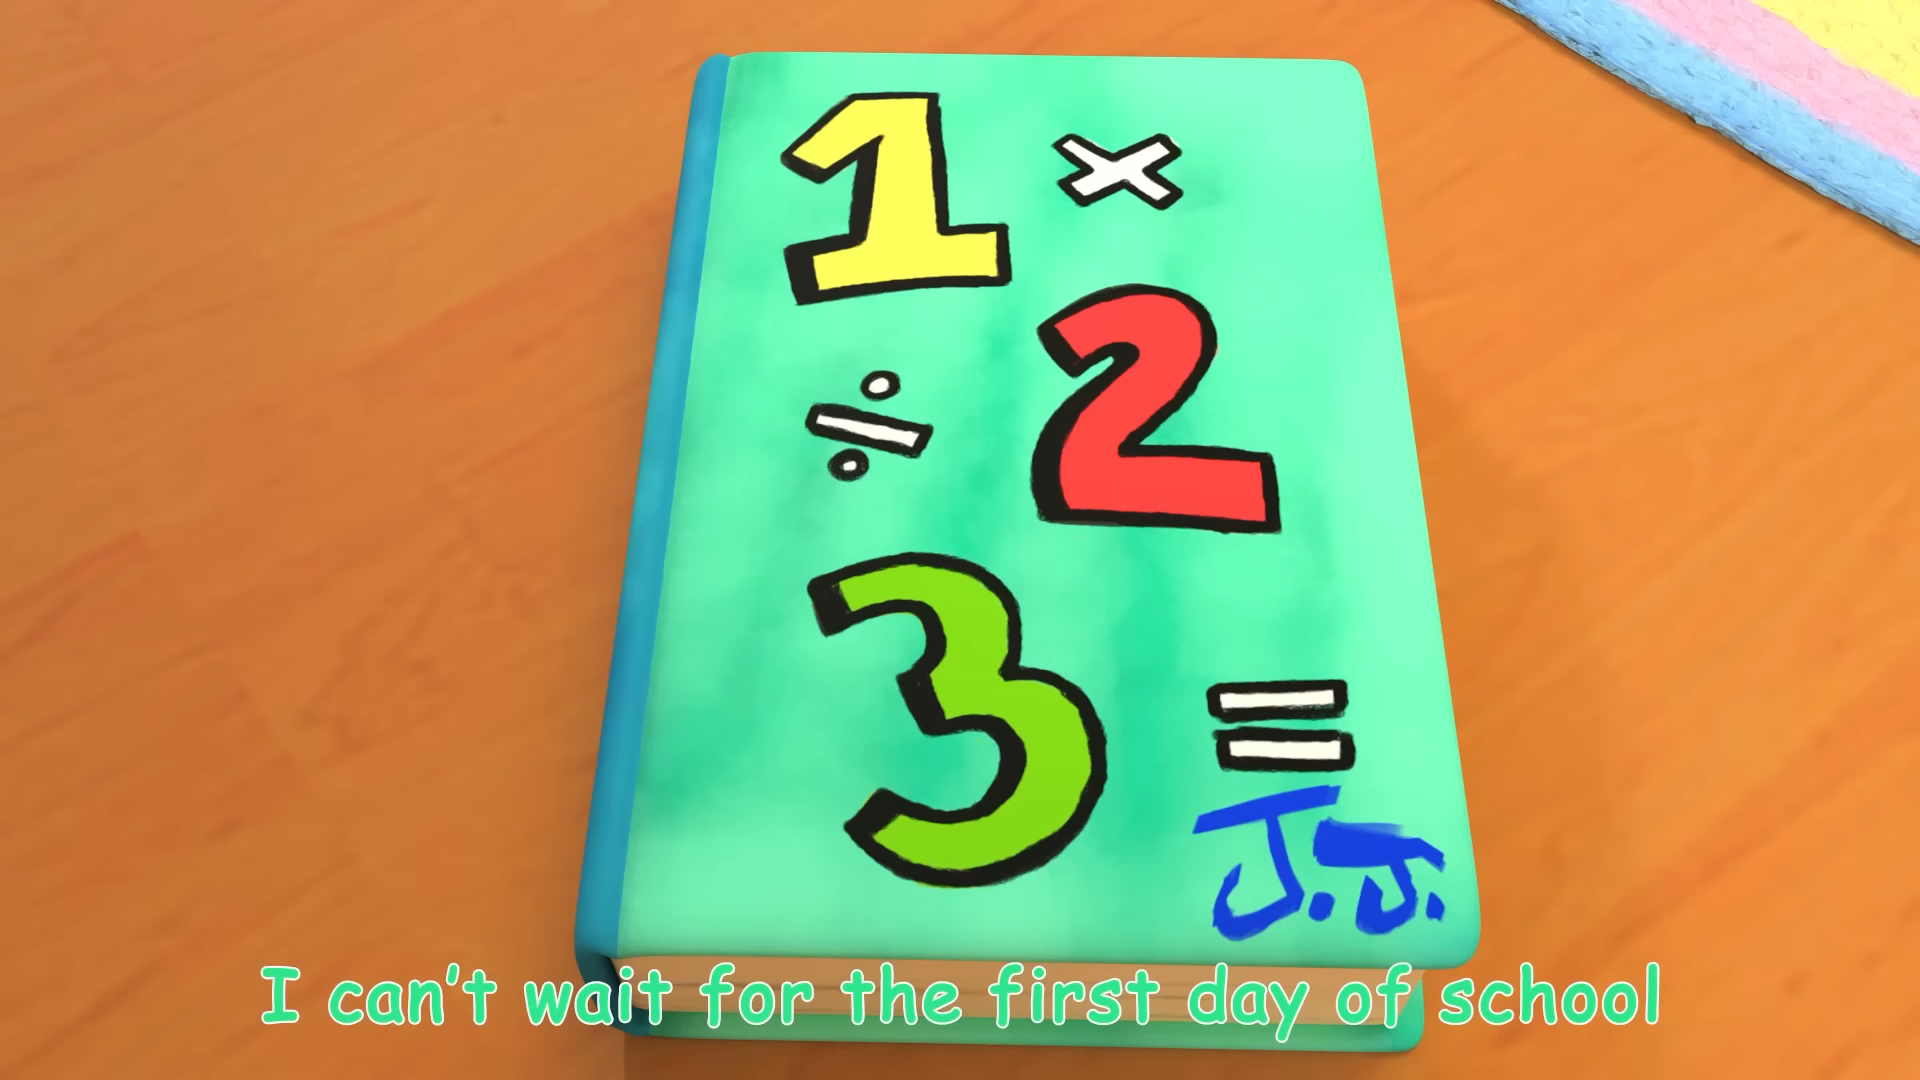 1 ×
÷ 2
3 =
J.J.
I can't wait for the first day of school